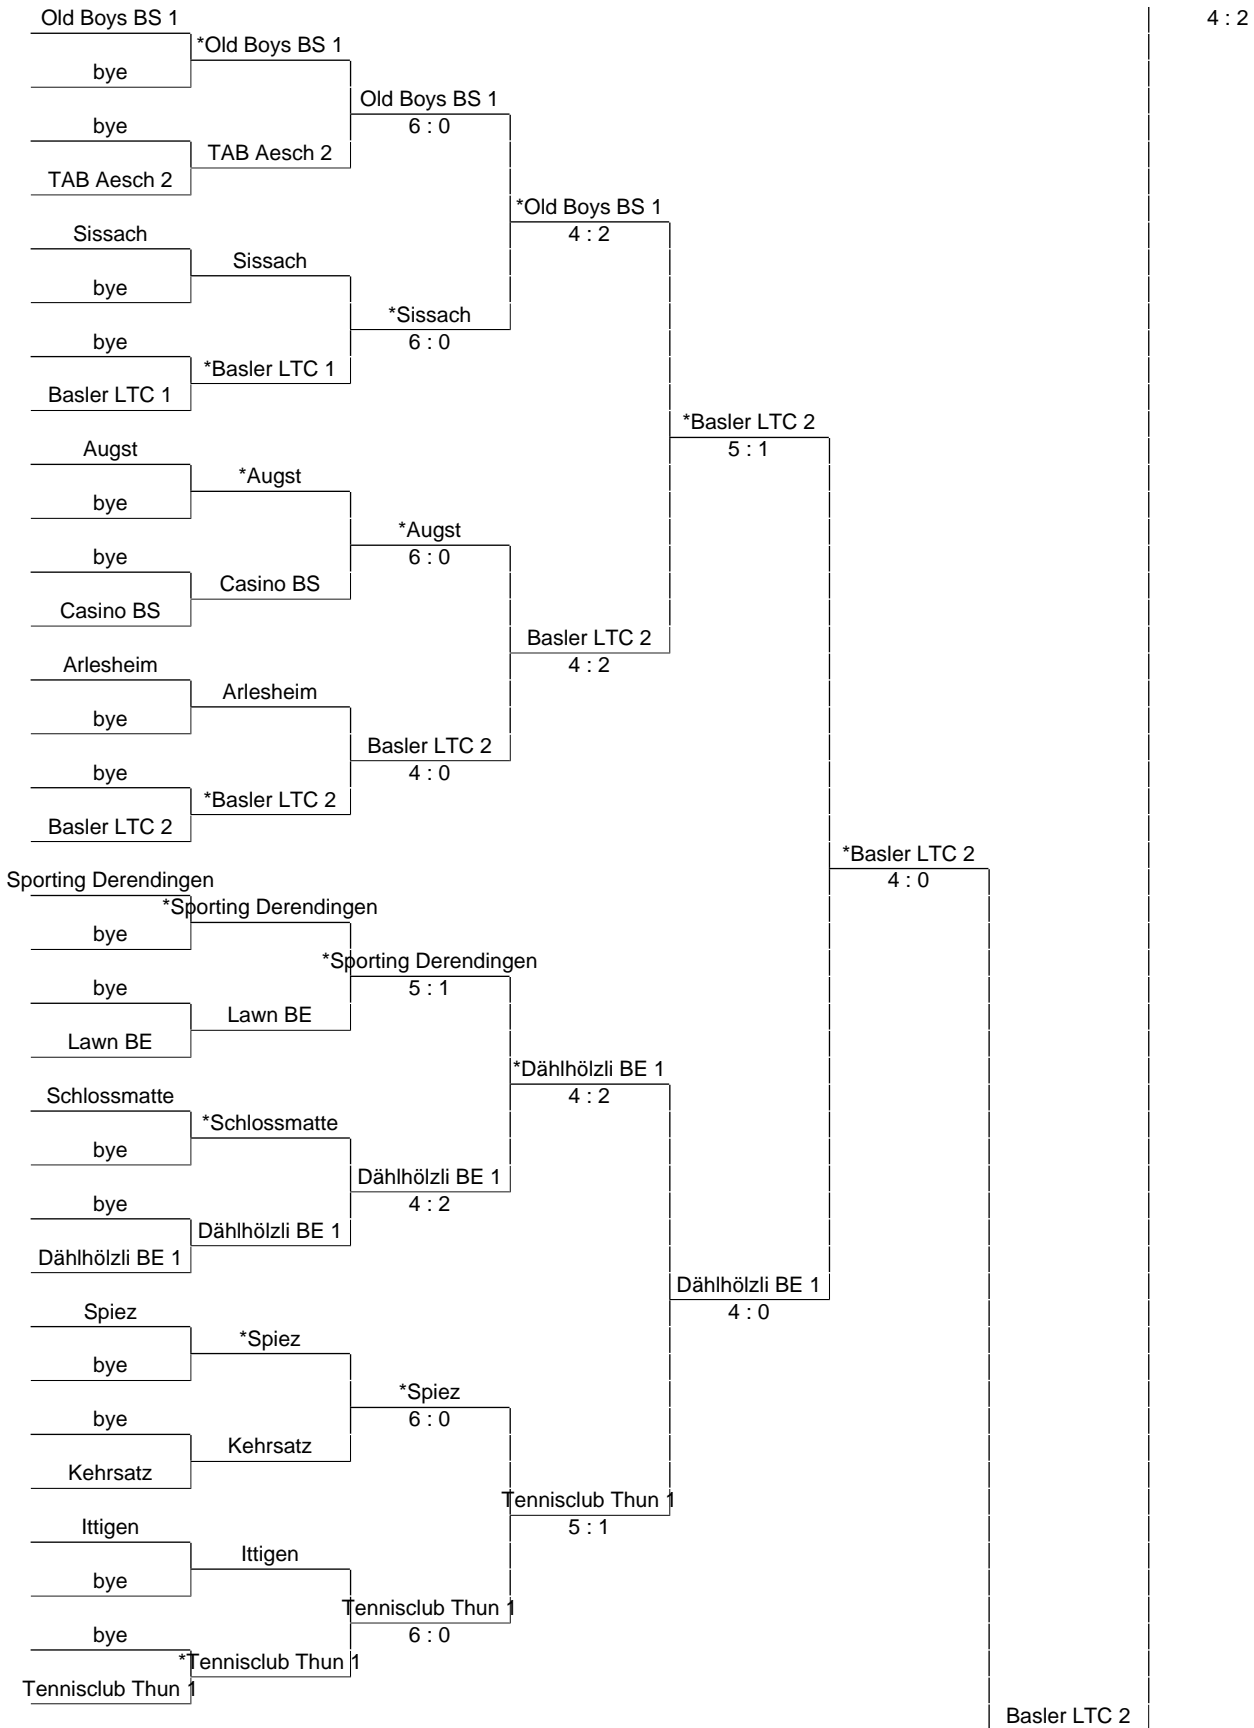 Old Boys BS 1
4 : 2
*Old Boys BS 1
bye
Old Boys BS 1
bye
6 : 0
TAB Aesch 2
TAB Aesch 2
*Old Boys BS 1
Sissach
4 : 2
Sissach
bye
*Sissach
bye
6 : 0
*Basler LTC 1
Basler LTC 1
*Basler LTC 2
Augst
5 : 1
*Augst
bye
*Augst
bye
6 : 0
Casino BS
Casino BS
Basler LTC 2
Arlesheim
4 : 2
Arlesheim
bye
Basler LTC 2
bye
4 : 0
*Basler LTC 2
Basler LTC 2
*Basler LTC 2
Sporting Derendingen
4 : 0
*Sporting Derendingen
bye
*Sporting Derendingen
bye
5 : 1
Lawn BE
Lawn BE
*Dählhölzli BE 1
Schlossmatte
4 : 2
*Schlossmatte
bye
Dählhölzli BE 1
bye
4 : 2
Dählhölzli BE 1
Dählhölzli BE 1
Dählhölzli BE 1
Spiez
4 : 0
*Spiez
bye
*Spiez
bye
6 : 0
Kehrsatz
Kehrsatz
Tennisclub Thun 1
Ittigen
5 : 1
Ittigen
bye
Tennisclub Thun 1
bye
6 : 0
*Tennisclub Thun 1
Tennisclub Thun 1
Basler LTC 2